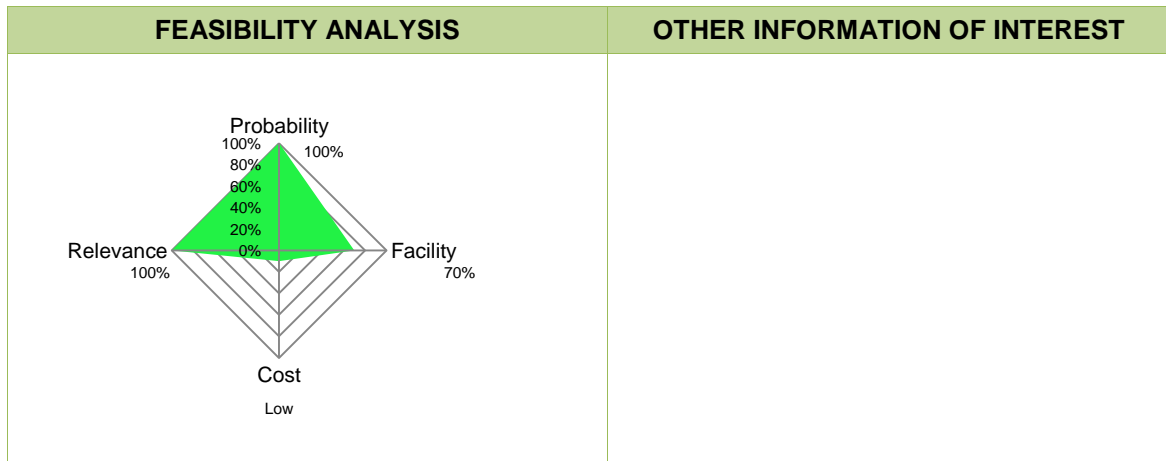 FEASIBILITY ANALYSIS
OTHER INFORMATION OF INTEREST
Probability
100%
100%
80%
60%
40%
20%
0%
Relevance
100%
Facility
70%
Cost
Low